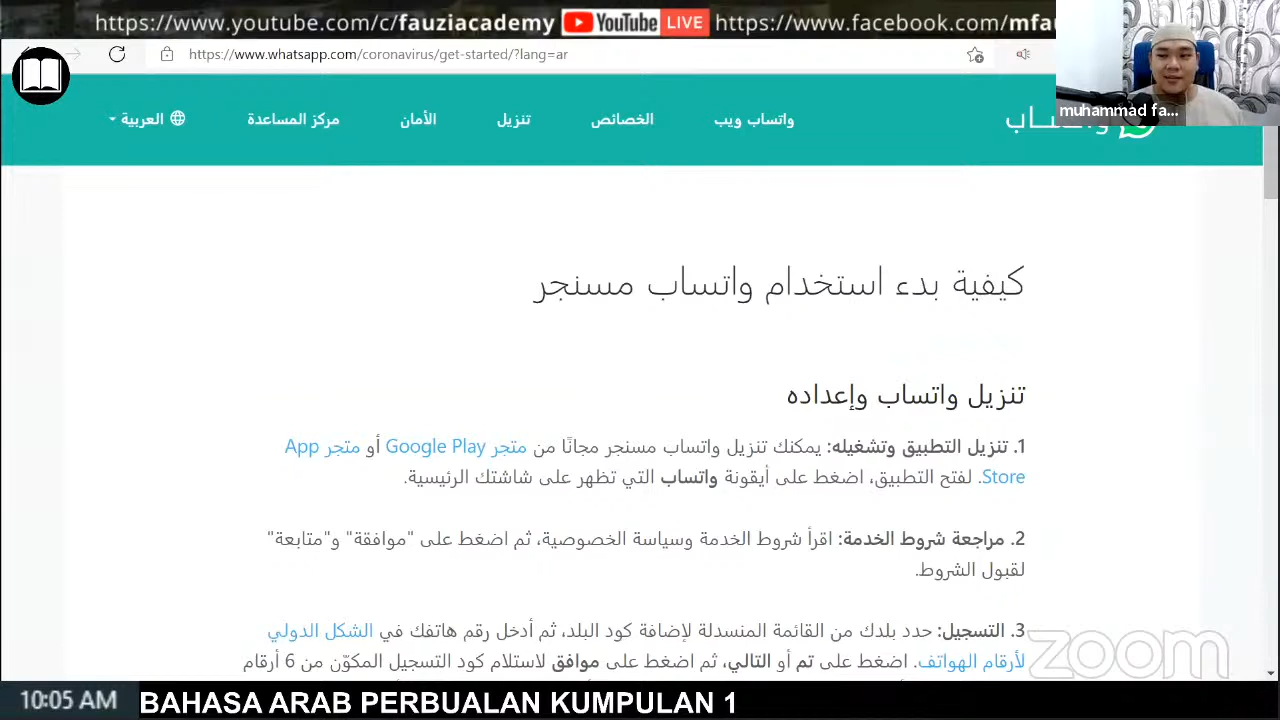 https://www.youtube.com/c/fauziacademy YouTube LIVE https://www.facebook.com/mfau
https://www.whatsapp.com/coronavirus/get-started/?lang=ar
muhammad fa...
واتساب ويب الخصائص تنزيل الأمان مركز المساعدة العربية
كيفية بدء استخدام واتساب مسنجر
تنزيل واتساب وإعداده
1. تنزيل التطبيق وتشغيله: يمكنك تنزيل واتساب مسنجر مجانًا من متجر Google Play أو متجر App
Store. لفتح التطبيق، اضغط على أيقونة واتساب التي تظهر على شاشتك الرئيسية.
2. مراجعة شروط الخدمة: اقرأ شروط الخدمة وسياسة الخصوصية، ثم اضغط على "موافقة" و"متابعة"
لقبول الشروط.
3. التسجيل: حدد بلدك من القائمة المنسدلة لإضافة كود البلد، ثم أدخل رقم هاتفك في الشكل الدولي
لأرقام الهواتف. اضغط على تم أو التالي، ثم اضغط على موافق لاستلام كود التسجيل المكوّن من 6 أرقام
zoom
10:05 AM BAHASA ARAB PERBUALAN KUMPULAN 1